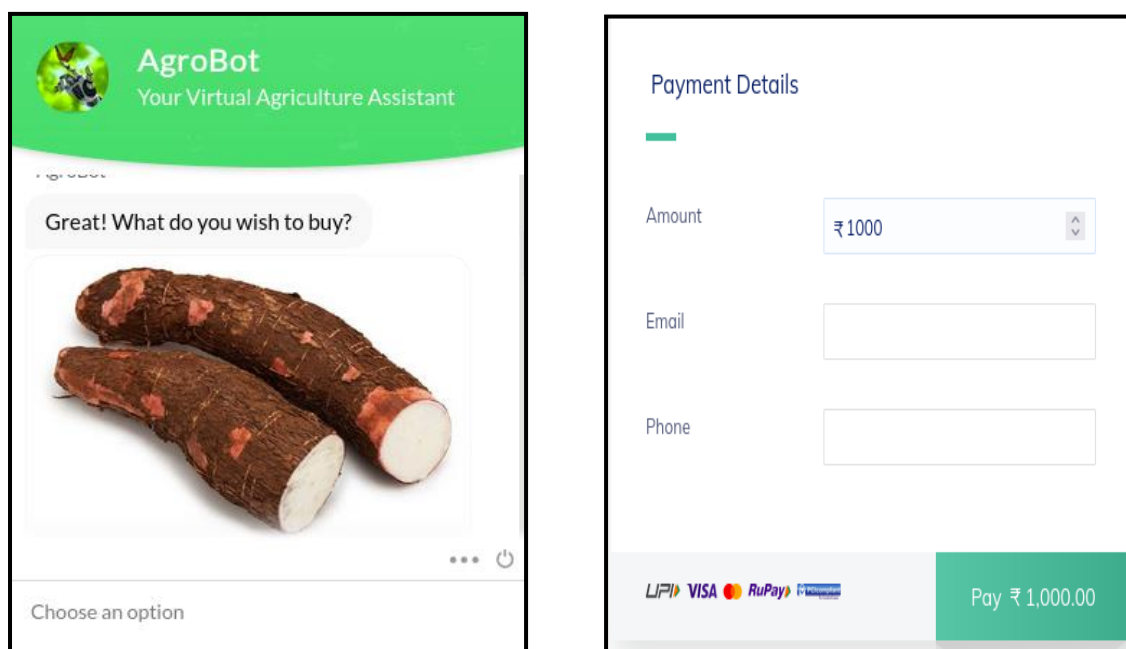 AgroBot
Your Virtual Agriculture Assistant
AgroBot
Great! What do you wish to buy?
Choose an option
Payment Details
Amount
₹1000
Email
Phone
UPI VISA RuPay
Pay ₹ 1,000.00